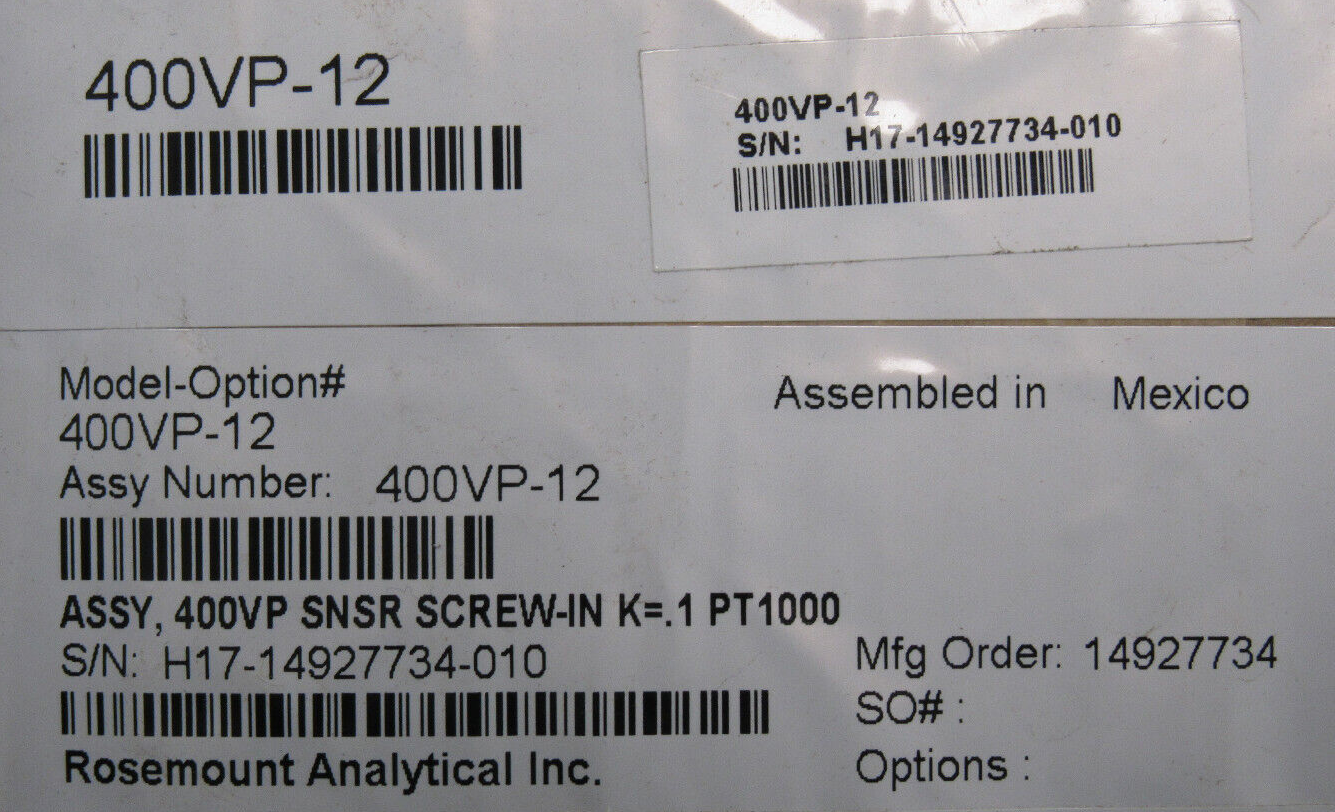 400VP-12
400VP-12
S/N: H17-14927734-010
Model-Option#
400VP-12
Assembled in Mexico
Assy Number: 400VP-12
ASSY, 400VP SNSR SCREW-IN K=.1 PT1000
S/N: H17-14927734-010
Mfg Order: 14927734
SO# :
Rosemount Analytical Inc.
Options :